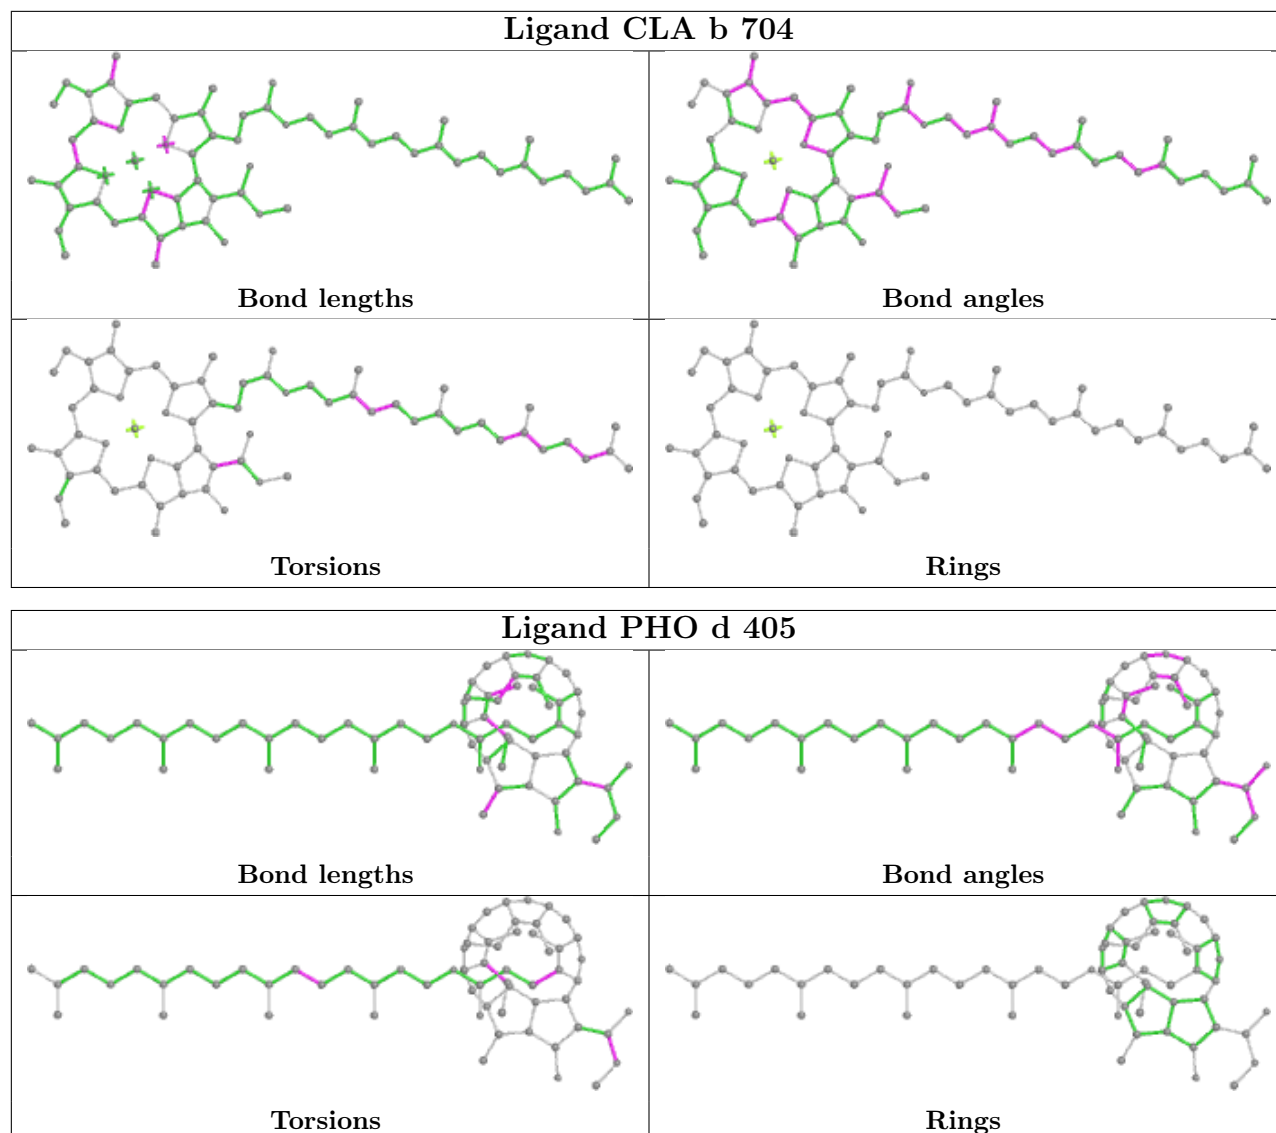 Ligand CLA b 704
Bond lengths
Bond angles
Torsions
Rings
Ligand PHO d 405
Bond lengths
Bond angles
Torsions
Rings